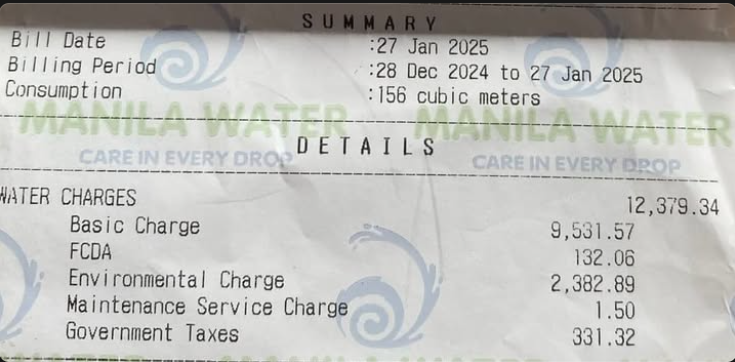 SUMMARY
Bill Date :27 Jan 2025
Billing Period :28 Dec 2024 to 27 Jan 2025
Consumption :156 cubic meters
MANILA WATER MANILA WATER
CARE IN EVERY DROP CARE IN EVERY DROP
DETAILS
WATER CHARGES 12,379.34
Basic Charge 9,531.57
FCDA 132.06
Environmental Charge 2,382.89
Maintenance Service Charge 1.50
Government Taxes 331.32